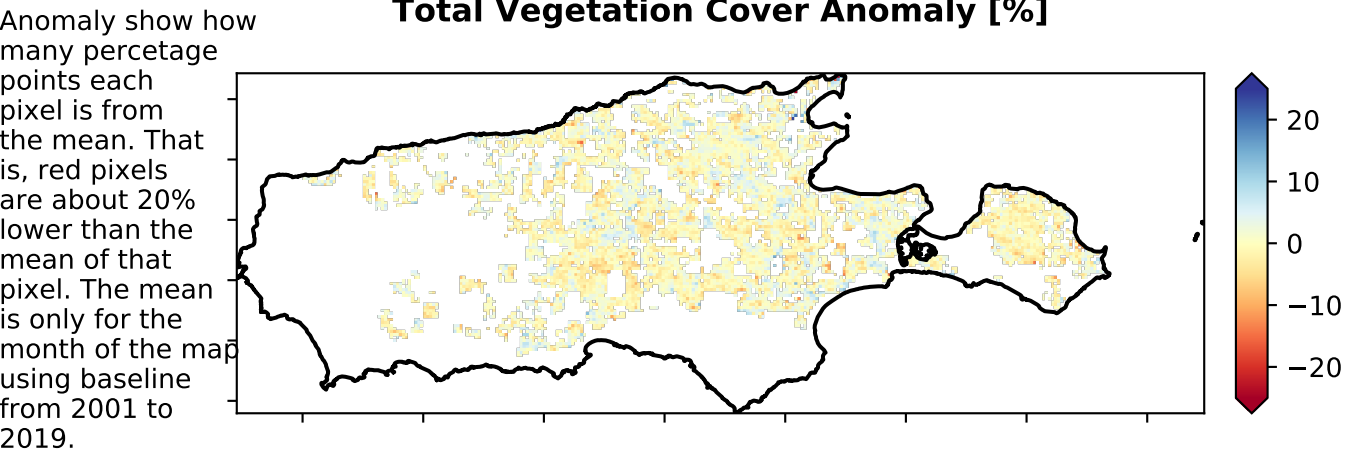 Total Vegetation Cover Anomaly [%]
Anomaly show how
many percetage
points each
pixel is from
the mean. That
is, red pixels
are about 20%
lower than the
mean of that
pixel. The mean
is only for the
month of the map
using baseline
from 2001 to
2019.
20
10
0
−10
−20